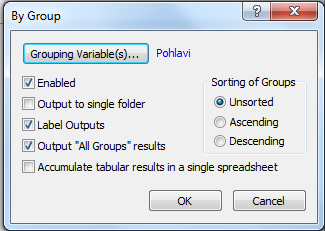 By Group
Grouping Variable(s)... Pohlavi
Enabled
Output to single folder
Label Outputs
Output "All Groups" results
Accumulate tabular results in a single spreadsheet
Sorting of Groups
Unsorted
Ascending
Descending
OK Cancel